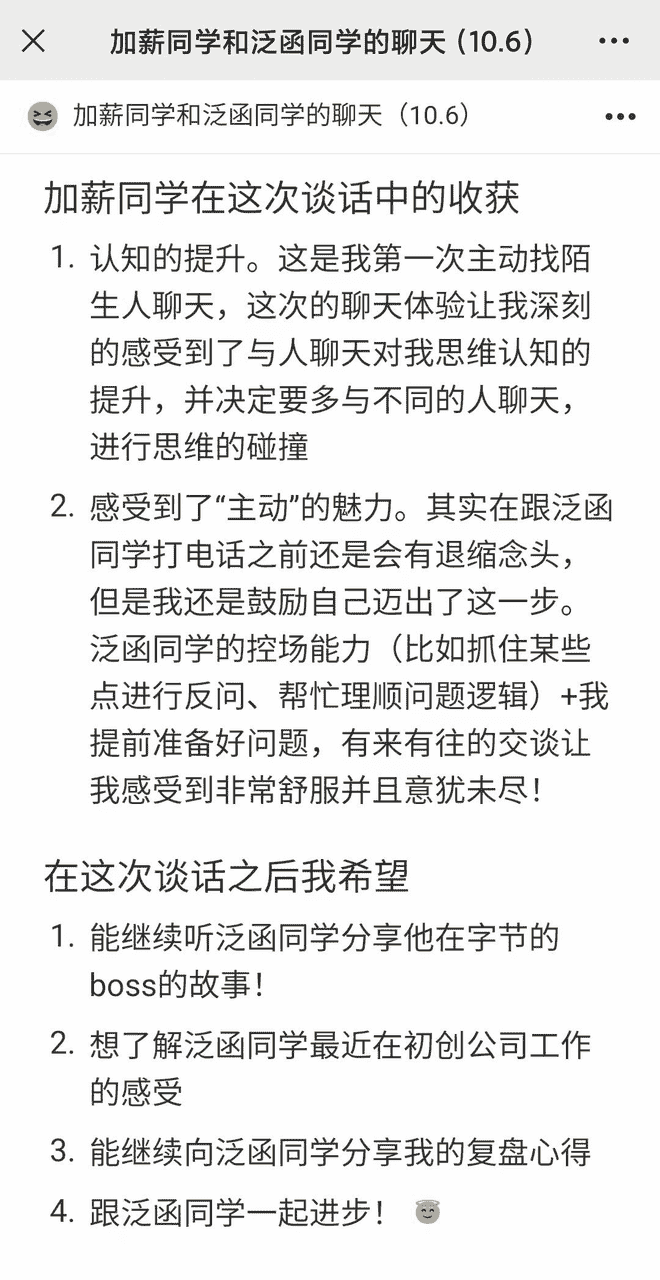 加薪同学和泛函同学的聊天 (10.6)
加薪同学和泛函同学的聊天（10.6）
加薪同学在这次谈话中的收获
1. 认知的提升。这是我第一次主动找陌
生人聊天，这次的聊天体验让我深刻
的感受到了与人聊天对我思维认知的
提升，并决定要多与不同的人聊天，
进行思维的碰撞
2. 感受到了“主动”的魅力。其实在跟泛函
同学打电话之前还是会有退缩念头，
但是我还是鼓励自己迈出了这一步。
泛函同学的控场能力（比如抓住某些
点进行反问、帮忙理顺问题逻辑）+我
提前准备好问题，有来有往的交谈让
我感受到非常舒服并且意犹未尽！
在这次谈话之后我希望
1. 能继续听泛函同学分享他在字节的
boss的故事！
2. 想了解泛函同学最近在初创公司工作
的感受
3. 能继续向泛函同学分享我的复盘心得
4. 跟泛函同学一起进步！